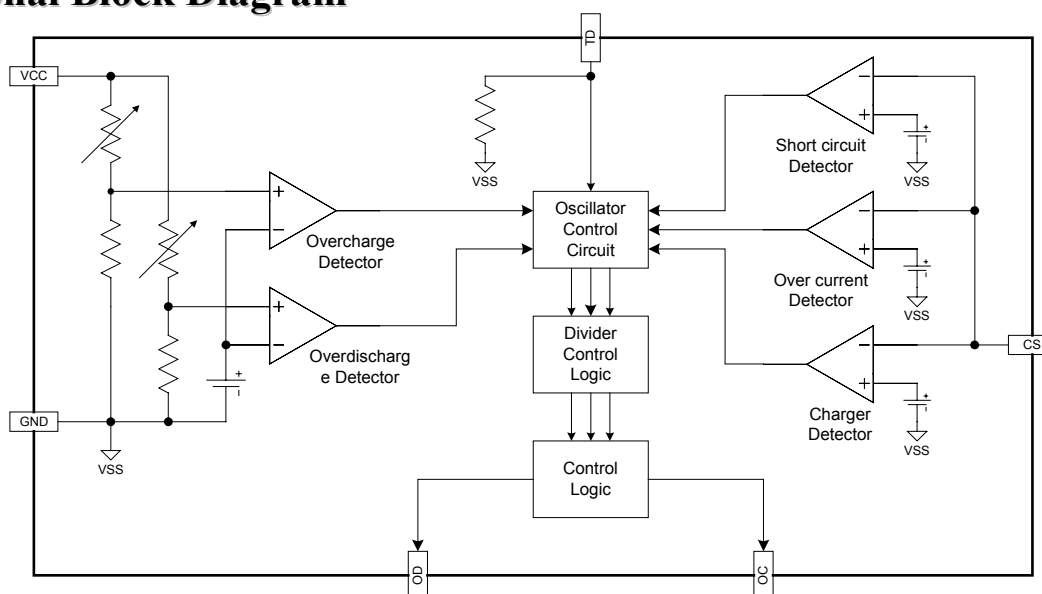 nal Block Diagram
TD
VCC
Short circuit
Detector
VSS
VSS
Oscillator
Control
Circuit
Overcharge
Detector
Over current
Detector
VSS
Divider
Control
Logic
Overdischarg
e Detector
CS
Charger
Detector
VSS
GND
VSS
Control
Logic
OD
OC